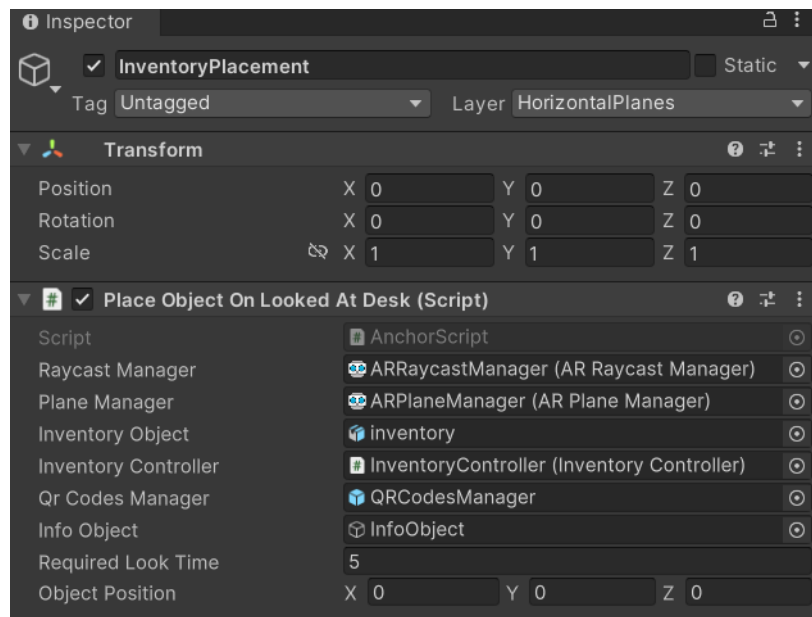 Inspector
InventoryPlacement Static
Tag Untagged Layer HorizontalPlanes
Transform
Position X 0 Y 0 Z 0
Rotation X 0 Y 0 Z 0
Scale X 1 Y 1 Z 1
# Place Object On Looked At Desk (Script)
Script # AnchorScript
Raycast Manager ARRaycastManager (AR Raycast Manager)
Plane Manager ARPlaneManager (AR Plane Manager)
Inventory Object inventory
Inventory Controller # InventoryController (Inventory Controller)
Qr Codes Manager QRCodesManager
Info Object InfoObject
Required Look Time 5
Object Position X 0 Y 0 Z 0